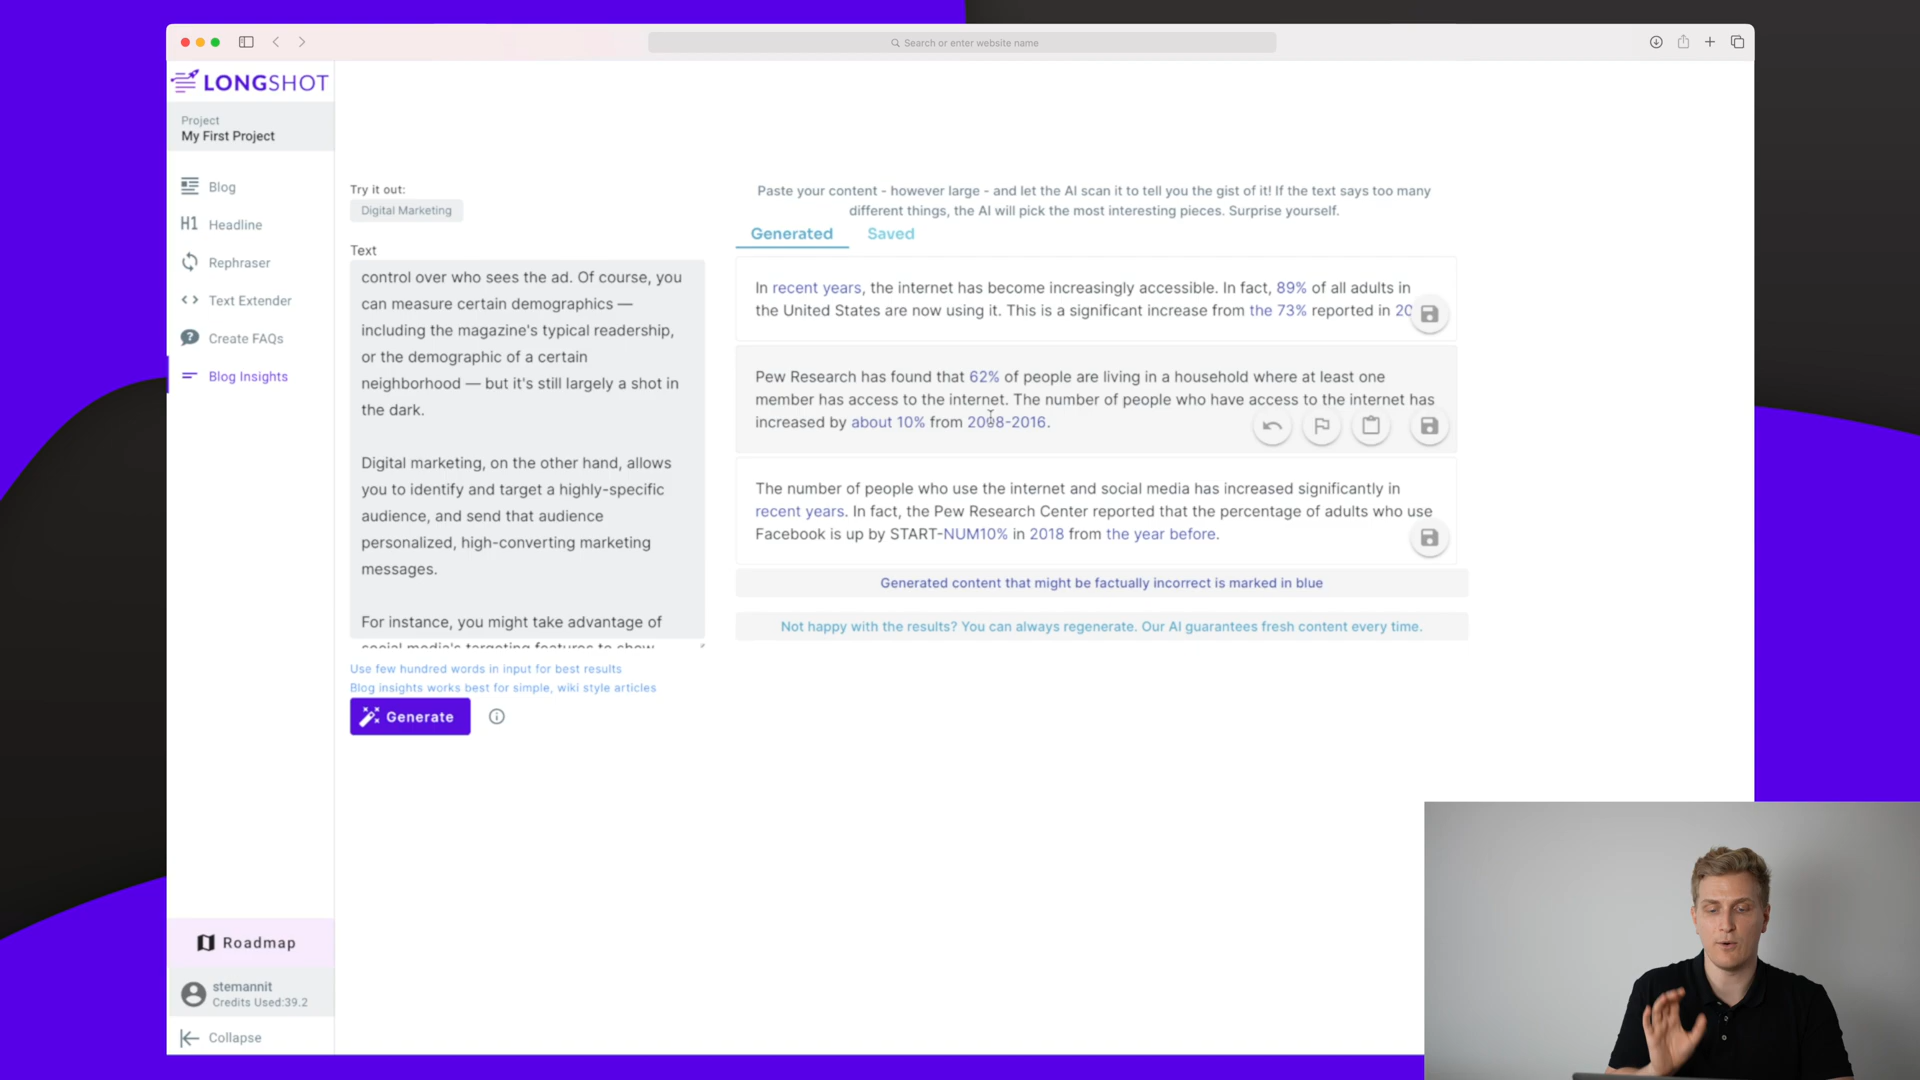 Search or enter website name
LONGSHOT
Project
My First Project
Blog
H1 Headline
Rephraser
Text Extender
Create FAQs
Blog Insights
Roadmap
stemannit
Credits Used:39.2
Collapse
Try it out:
Digital Marketing
Text
control over who sees the ad. Of course, you
can measure certain demographics —
including the magazine's typical readership,
or the demographic of a certain
neighborhood — but it's still largely a shot in
the dark.
Digital marketing, on the other hand, allows
you to identify and target a highly-specific
audience, and send that audience
personalized, high-converting marketing
messages.
For instance, you might take advantage of
social media's targeting features to show
Use few hundred words in input for best results
Blog insights works best for simple, wiki style articles
Generate
Paste your content - however large - and let the AI scan it to tell you the gist of it! If the text says too many
different things, the AI will pick the most interesting pieces. Surprise yourself.
Generated Saved
In recent years, the internet has become increasingly accessible. In fact, 89% of all adults in
the United States are now using it. This is a significant increase from the 73% reported in 20
Pew Research has found that 62% of people are living in a household where at least one
member has access to the internet. The number of people who have access to the internet has
increased by about 10% from 2008-2016.
The number of people who use the internet and social media has increased significantly in
recent years. In fact, the Pew Research Center reported that the percentage of adults who use
Facebook is up by START-NUM10% in 2018 from the year before.
Generated content that might be factually incorrect is marked in blue
Not happy with the results? You can always regenerate. Our AI guarantees fresh content every time.